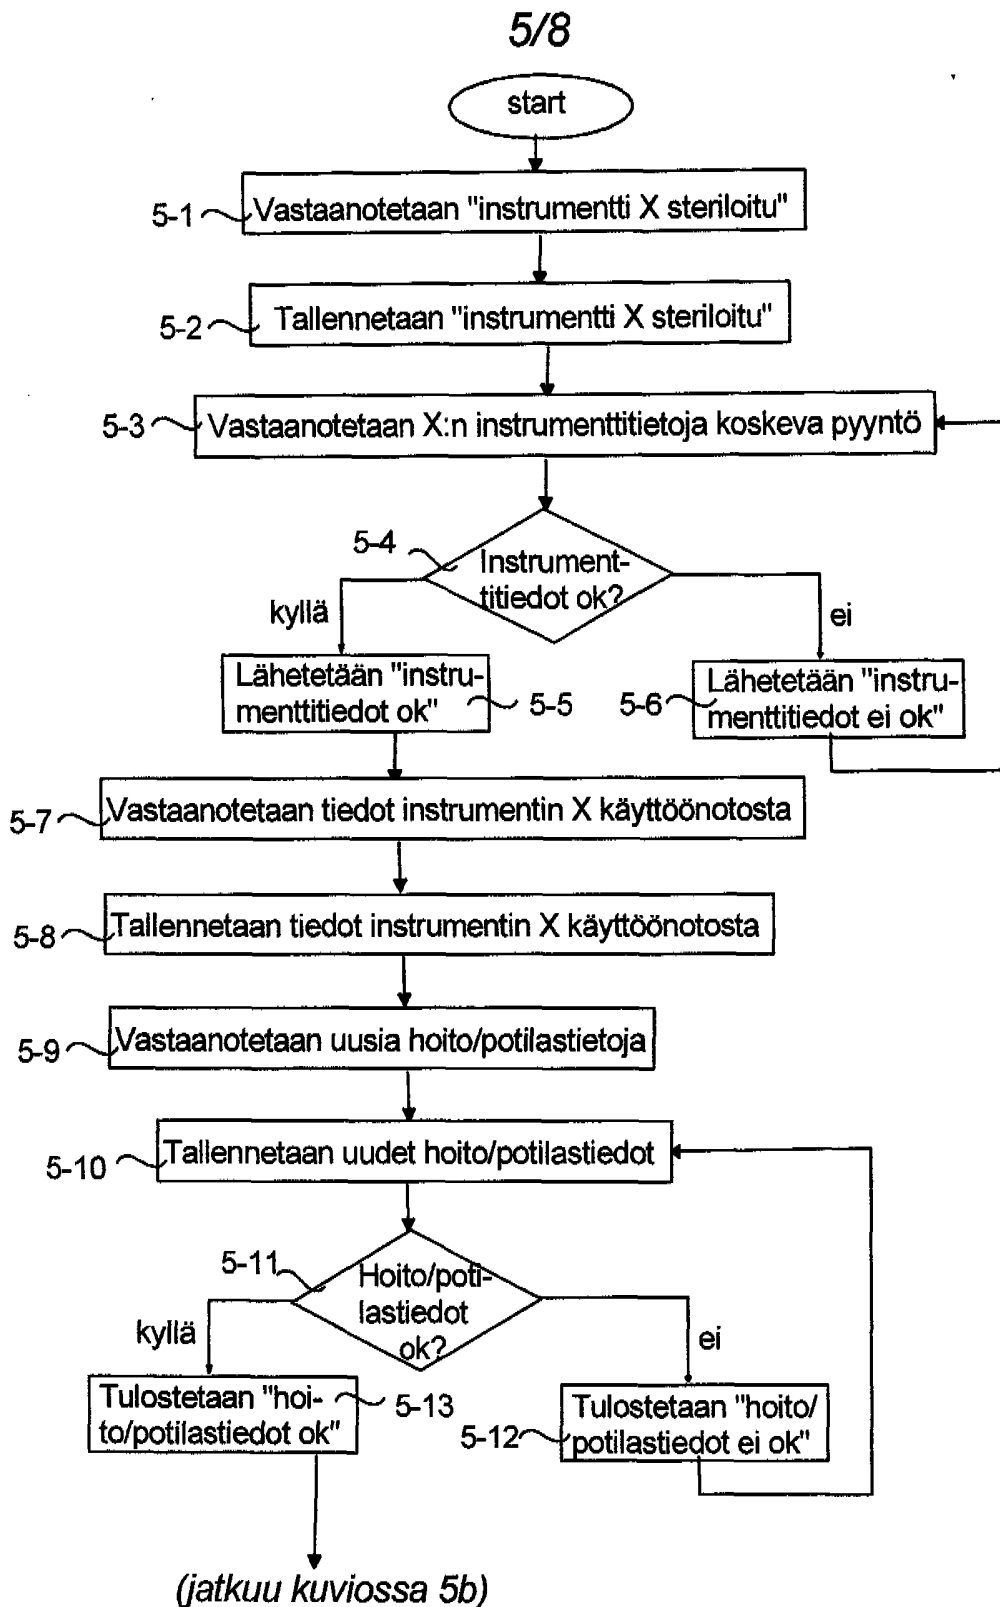 5/8
start
5-1
Vastaanotetaan "instrumentti X steriloitu"
5-2
Tallennetaan "instrumentti X steriloitu"
5-3
Vastaanotetaan X:n instrumenttitietoja koskeva pyyntö
5-4
Instrument-
titiedot ok?
kyllä
ei
Lähetetään "instru-
menttitiedot ok"
5-5
5-6
Lähetetään "instru-
menttitiedot ei ok"
5-7
Vastaanotetaan tiedot instrumentin X käyttöönotosta
5-8
Tallennetaan tiedot instrumentin X käyttöönotosta
5-9
Vastaanotetaan uusia hoito/potilastietoja
5-10
Tallennetaan uudet hoito/potilastiedot
5-11
Hoito/poti-
lastiedot
ok?
kyllä
ei
Tulostetaan "hoi-
to/potilastiedot ok"
5-13
5-12
Tulostetaan "hoito/
potilastiedot ei ok"
(jatkuu kuviossa 5b)